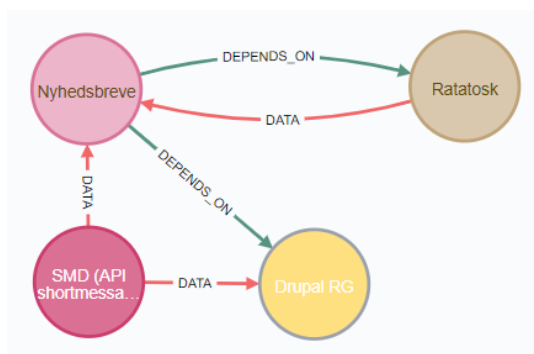 DEPENDS_ON
Nyhedsbreve
Ratatosk
DATA
DEPENDS_ON
DATA
SMD (API
shortmessa…
DATA
Drupal RG